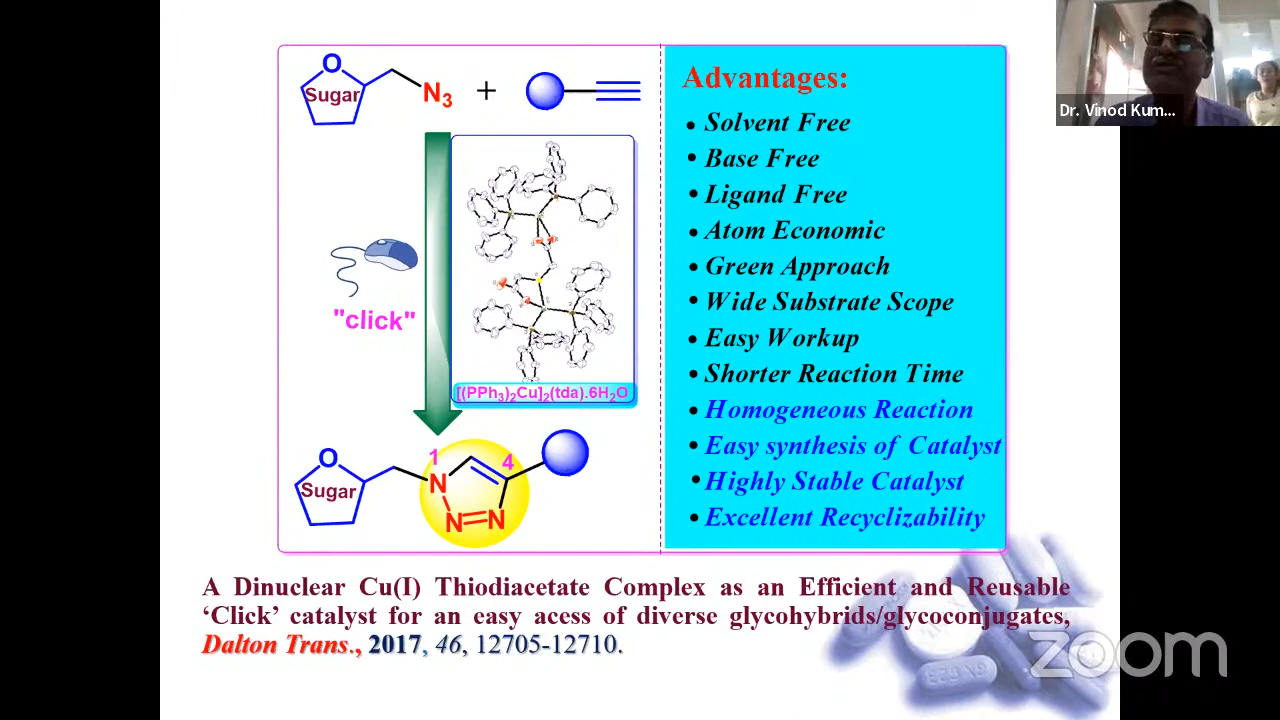 O
Sugar
N3
+
"click"
[(PPh3)2Cu]2(tda).6H2O
O
Sugar
1
4
N
N=N
Advantages:
• Solvent Free
• Base Free
• Ligand Free
• Atom Economic
• Green Approach
• Wide Substrate Scope
• Easy Workup
• Shorter Reaction Time
• Homogeneous Reaction
• Easy synthesis of Catalyst
• Highly Stable Catalyst
• Excellent Recyclizability
A Dinuclear Cu(I) Thiodiacetate Complex as an Efficient and Reusable
‘Click’ catalyst for an easy acess of diverse glycohybrids/glycoconjugates,
Dalton Trans., 2017, 46, 12705-12710.
Dr. Vinod Kum...
zoom